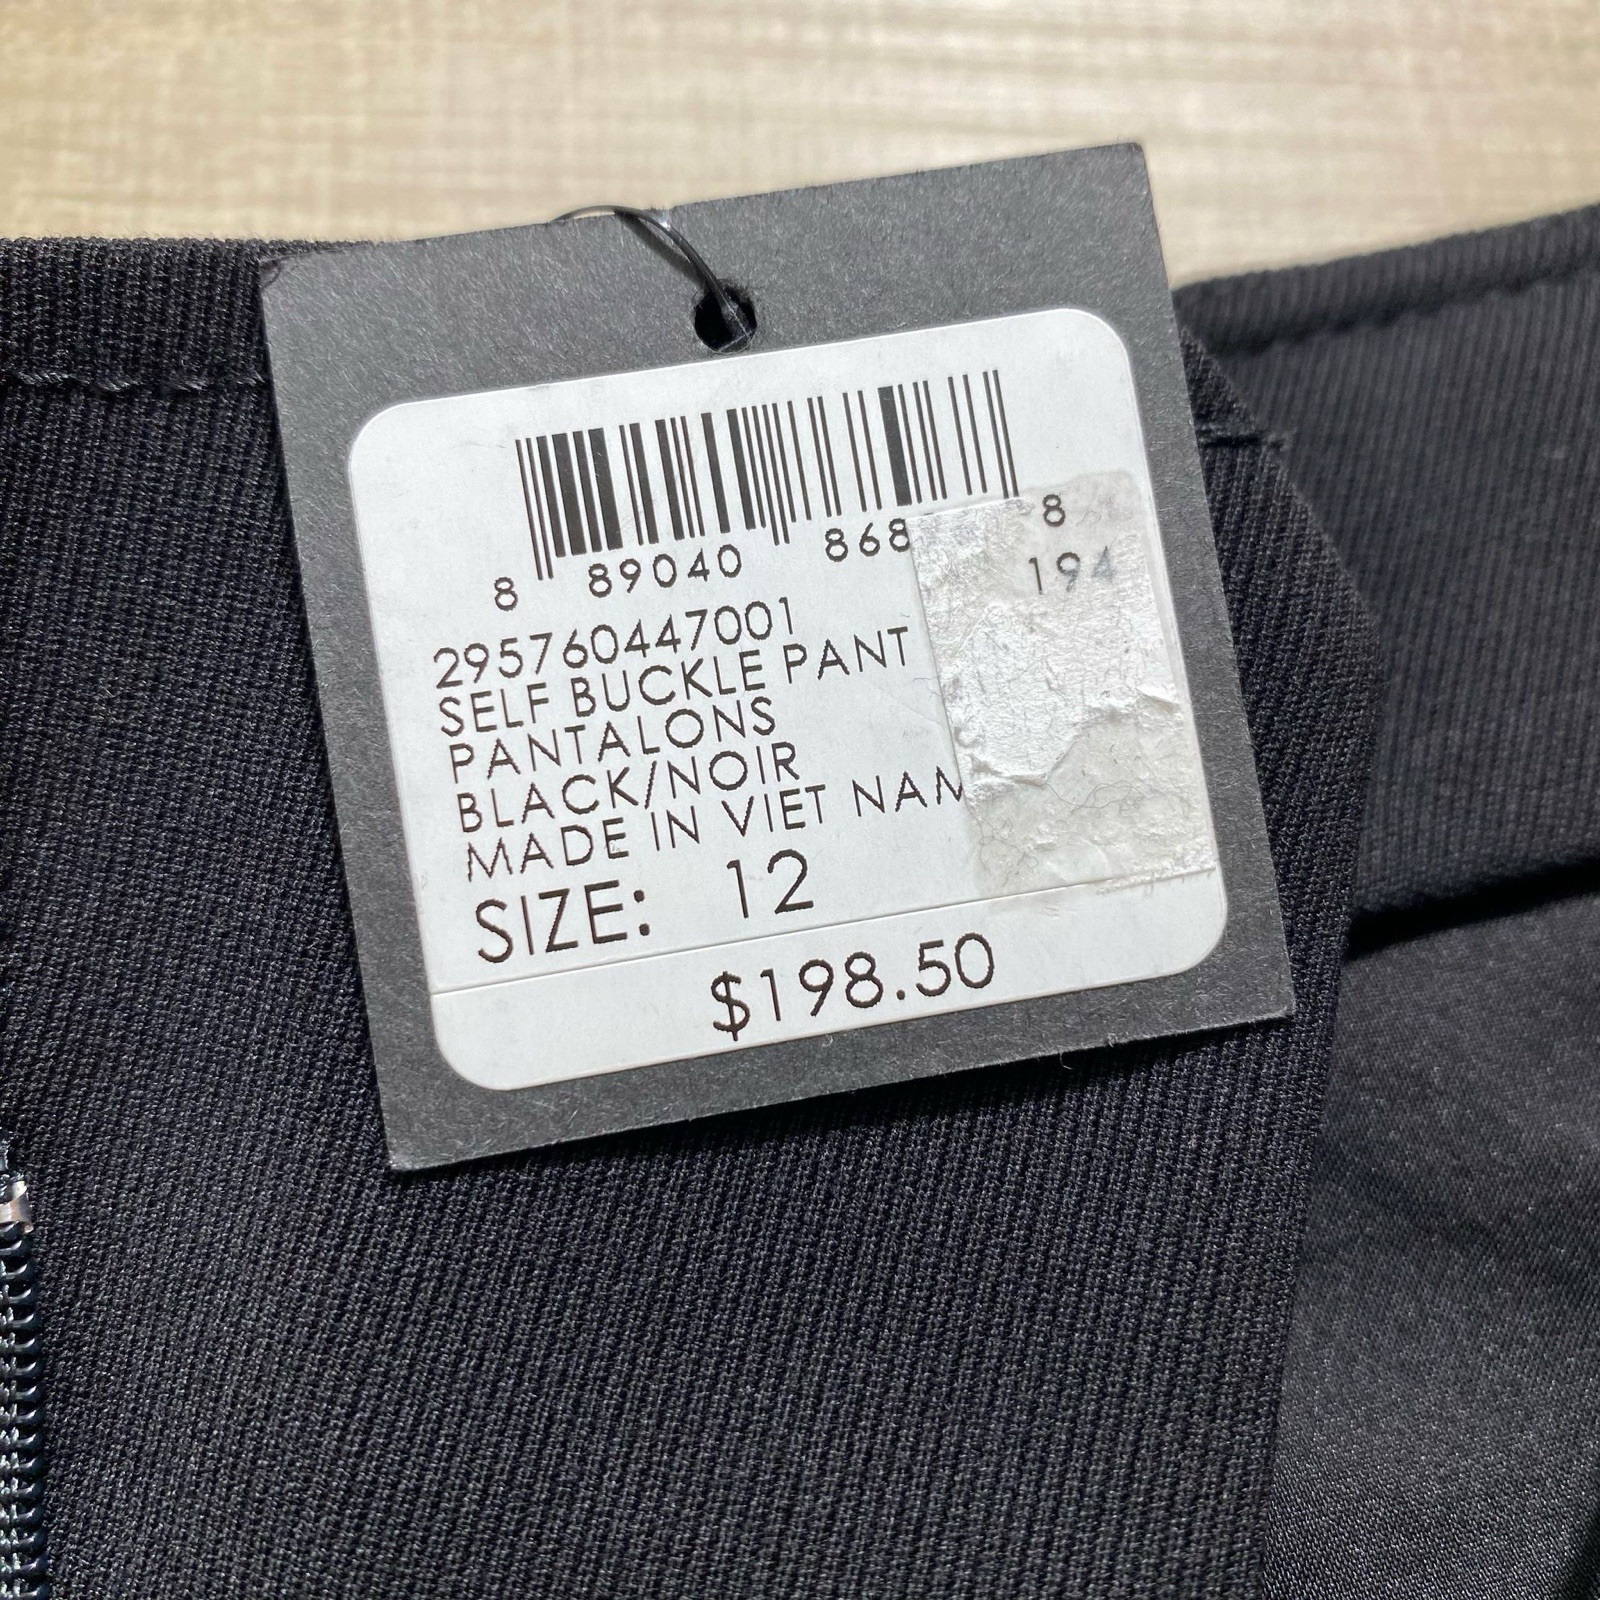 8 89040 868 8
194
295760447001
SELF BUCKLE PANT
PANTALONS
BLACK/NOIR
MADE IN VIET NAM
SIZE: 12
$198.50